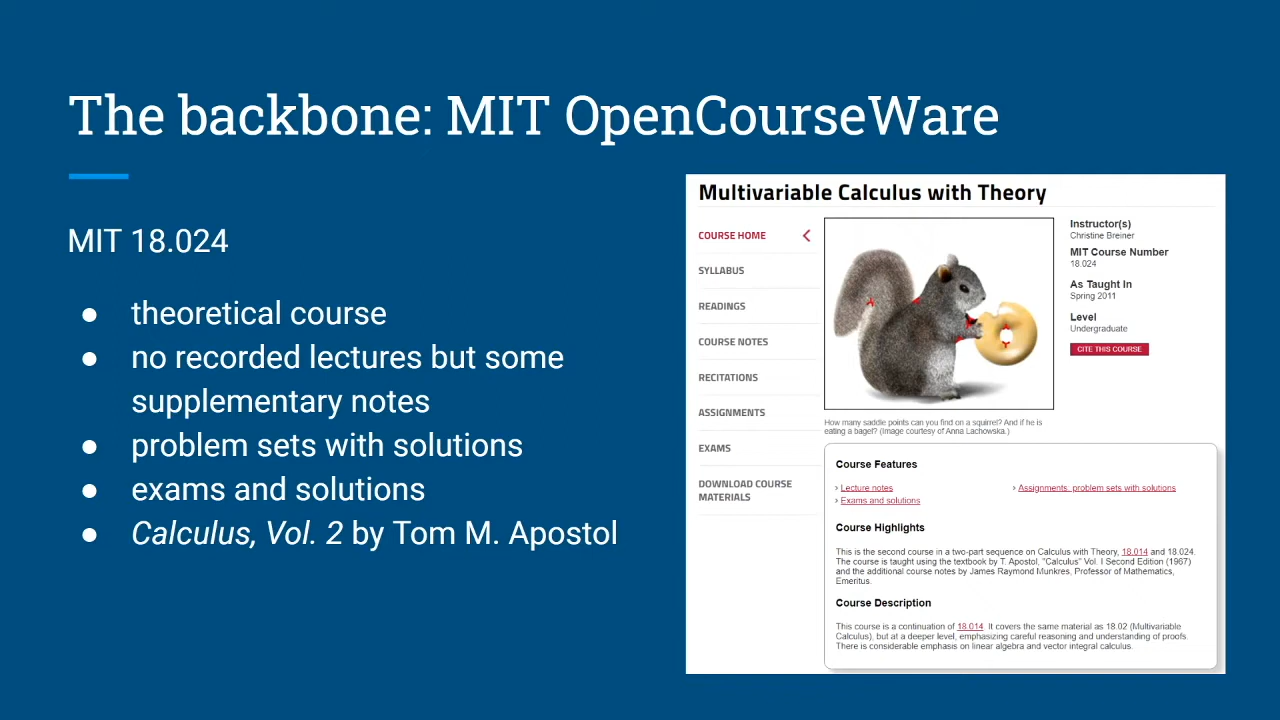 The backbone: MIT OpenCourseWare
MIT 18.024
● theoretical course
● no recorded lectures but some
supplementary notes
● problem sets with solutions
● exams and solutions
● Calculus, Vol. 2 by Tom M. Apostol
Multivariable Calculus with Theory
COURSE HOME
SYLLABUS
READINGS
COURSE NOTES
RECITATIONS
ASSIGNMENTS
EXAMS
DOWNLOAD COURSE
MATERIALS
How many saddle points can you find on a squirrel? And if he is
eating a bagel? (Image courtesy of Anna Lachowska.)
Instructor(s)
Christine Breiner
MIT Course Number
18.024
As Taught In
Spring 2011
Level
Undergraduate
CITE THIS COURSE
Course Features
› Lecture notes
› Assignments: problem sets with solutions
› Exams and solutions
Course Highlights
This is the second course in a two-part sequence on Calculus with Theory, 18.014 and 18.024.
The course is taught using the textbook by T. Apostol, "Calculus" Vol. I Second Edition (1967)
and the additional course notes by James Raymond Munkres, Professor of Mathematics,
Emeritus.
Course Description
This course is a continuation of 18.014. It covers the same material as 18.02 (Multivariable
Calculus), but at a deeper level, emphasizing careful reasoning and understanding of proofs.
There is considerable emphasis on linear algebra and vector integral calculus.